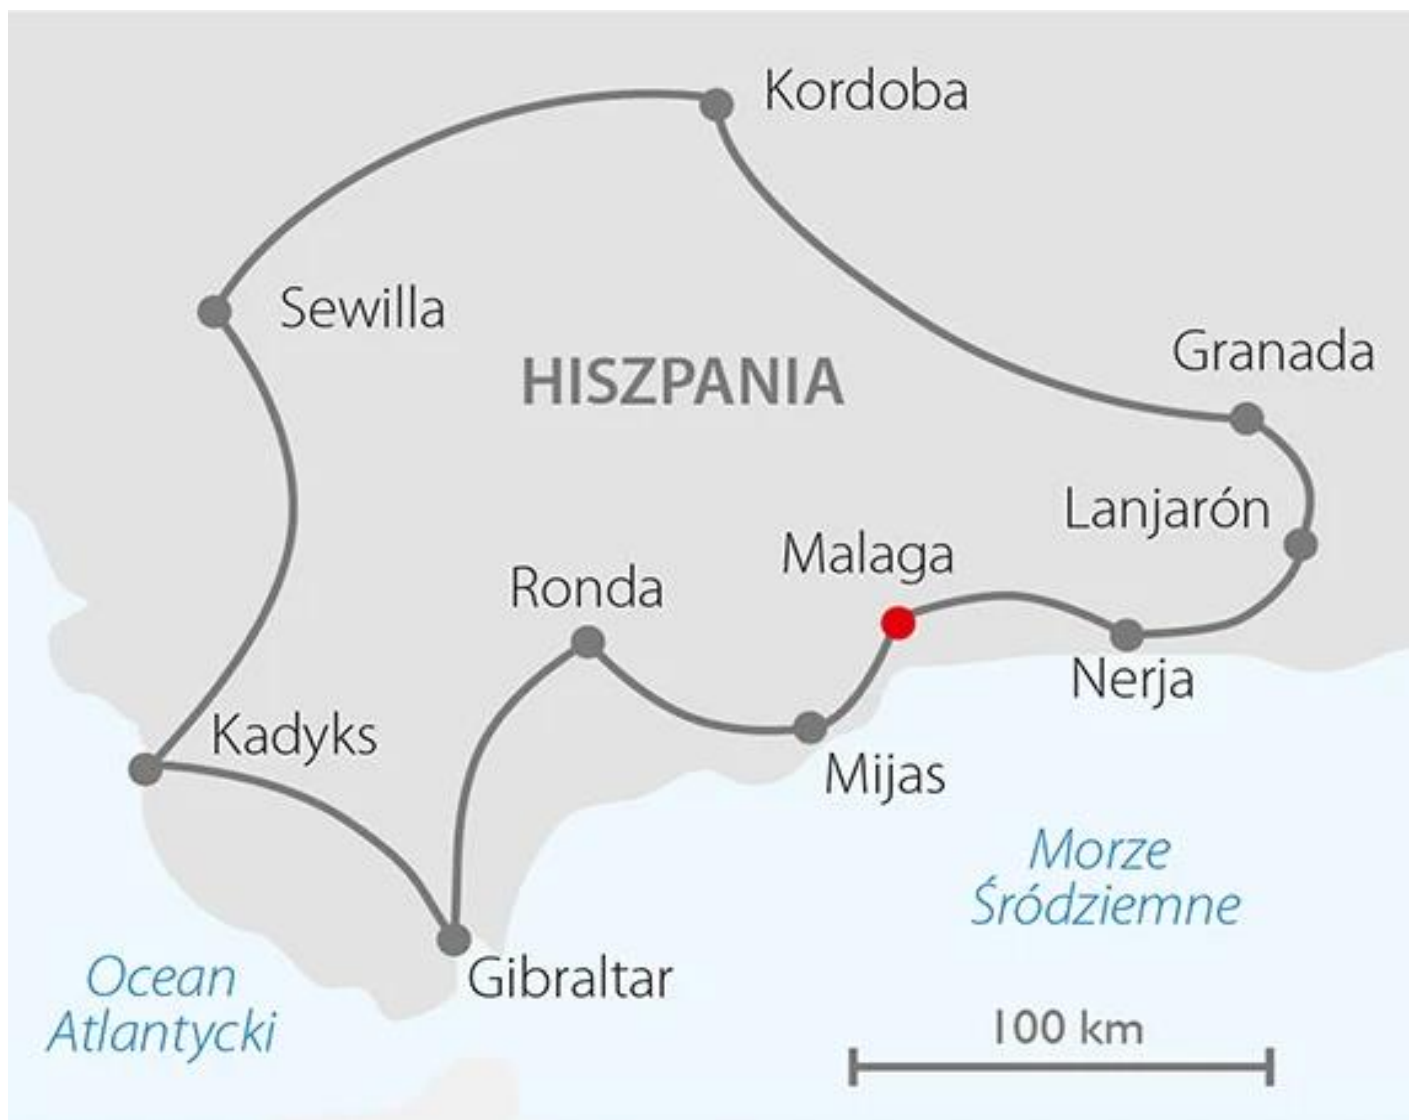 Kordoba
Sewilla
HISZPANIA
Granada
Lanjarón
Malaga
Ronda
Nerja
Kadyks
Mijas
Morze
Śródziemne
Gibraltar
Ocean
Atlantycki
100 km